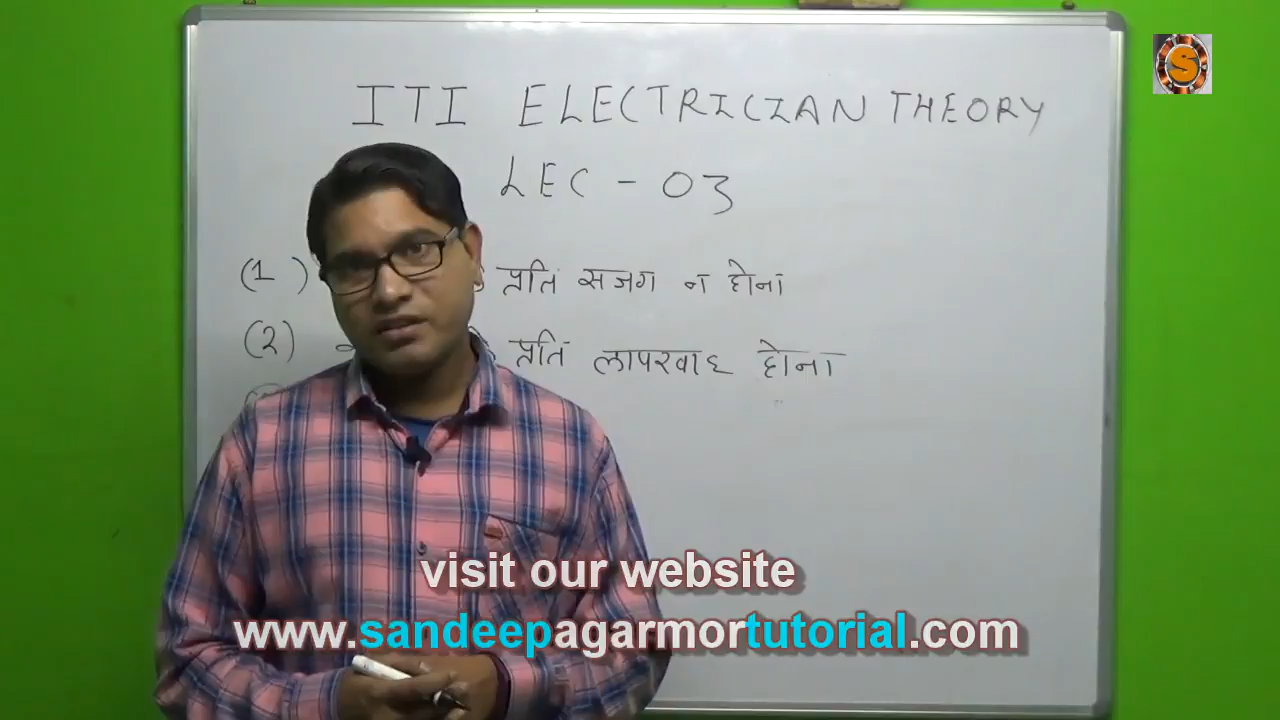 ITI ELECTRICIAN THEORY
LEC - 03
(1) प्रति सजग न होना
(2) प्रति लापरवाह होना
S
visit our website
www.sandeepagarmortutorial.com